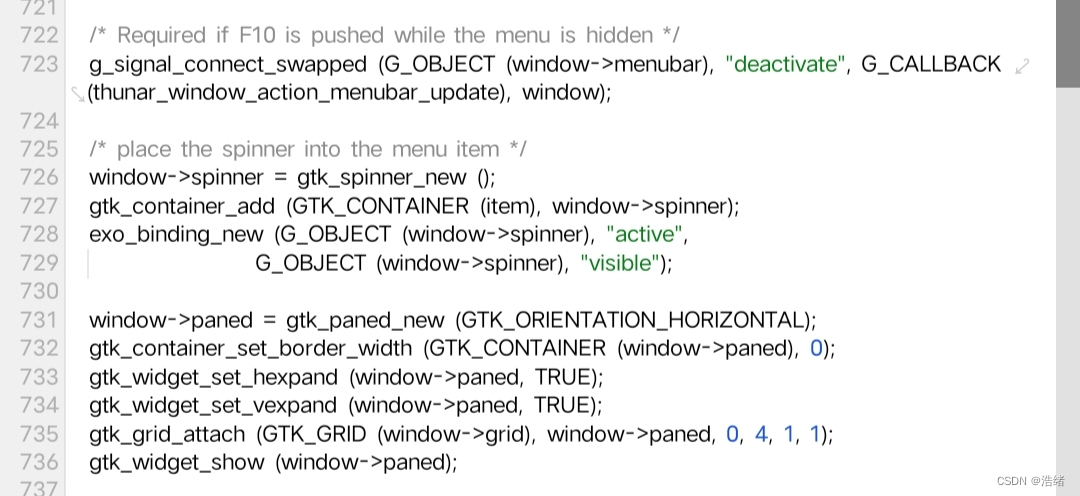 721
722 /* Required if F10 is pushed while the menu is hidden */
723 g_signal_connect_swapped (G_OBJECT (window->menubar), "deactivate", G_CALLBACK
(thunar_window_action_menubar_update), window);
724
725 /* place the spinner into the menu item */
726 window->spinner = gtk_spinner_new ();
727 gtk_container_add (GTK_CONTAINER (item), window->spinner);
728 exo_binding_new (G_OBJECT (window->spinner), "active",
729 G_OBJECT (window->spinner), "visible");
730
731 window->paned = gtk_paned_new (GTK_ORIENTATION_HORIZONTAL);
732 gtk_container_set_border_width (GTK_CONTAINER (window->paned), 0);
733 gtk_widget_set_hexpand (window->paned, TRUE);
734 gtk_widget_set_vexpand (window->paned, TRUE);
735 gtk_grid_attach (GTK_GRID (window->grid), window->paned, 0, 4, 1, 1);
736 gtk_widget_show (window->paned);
737
CSDN @浩绪